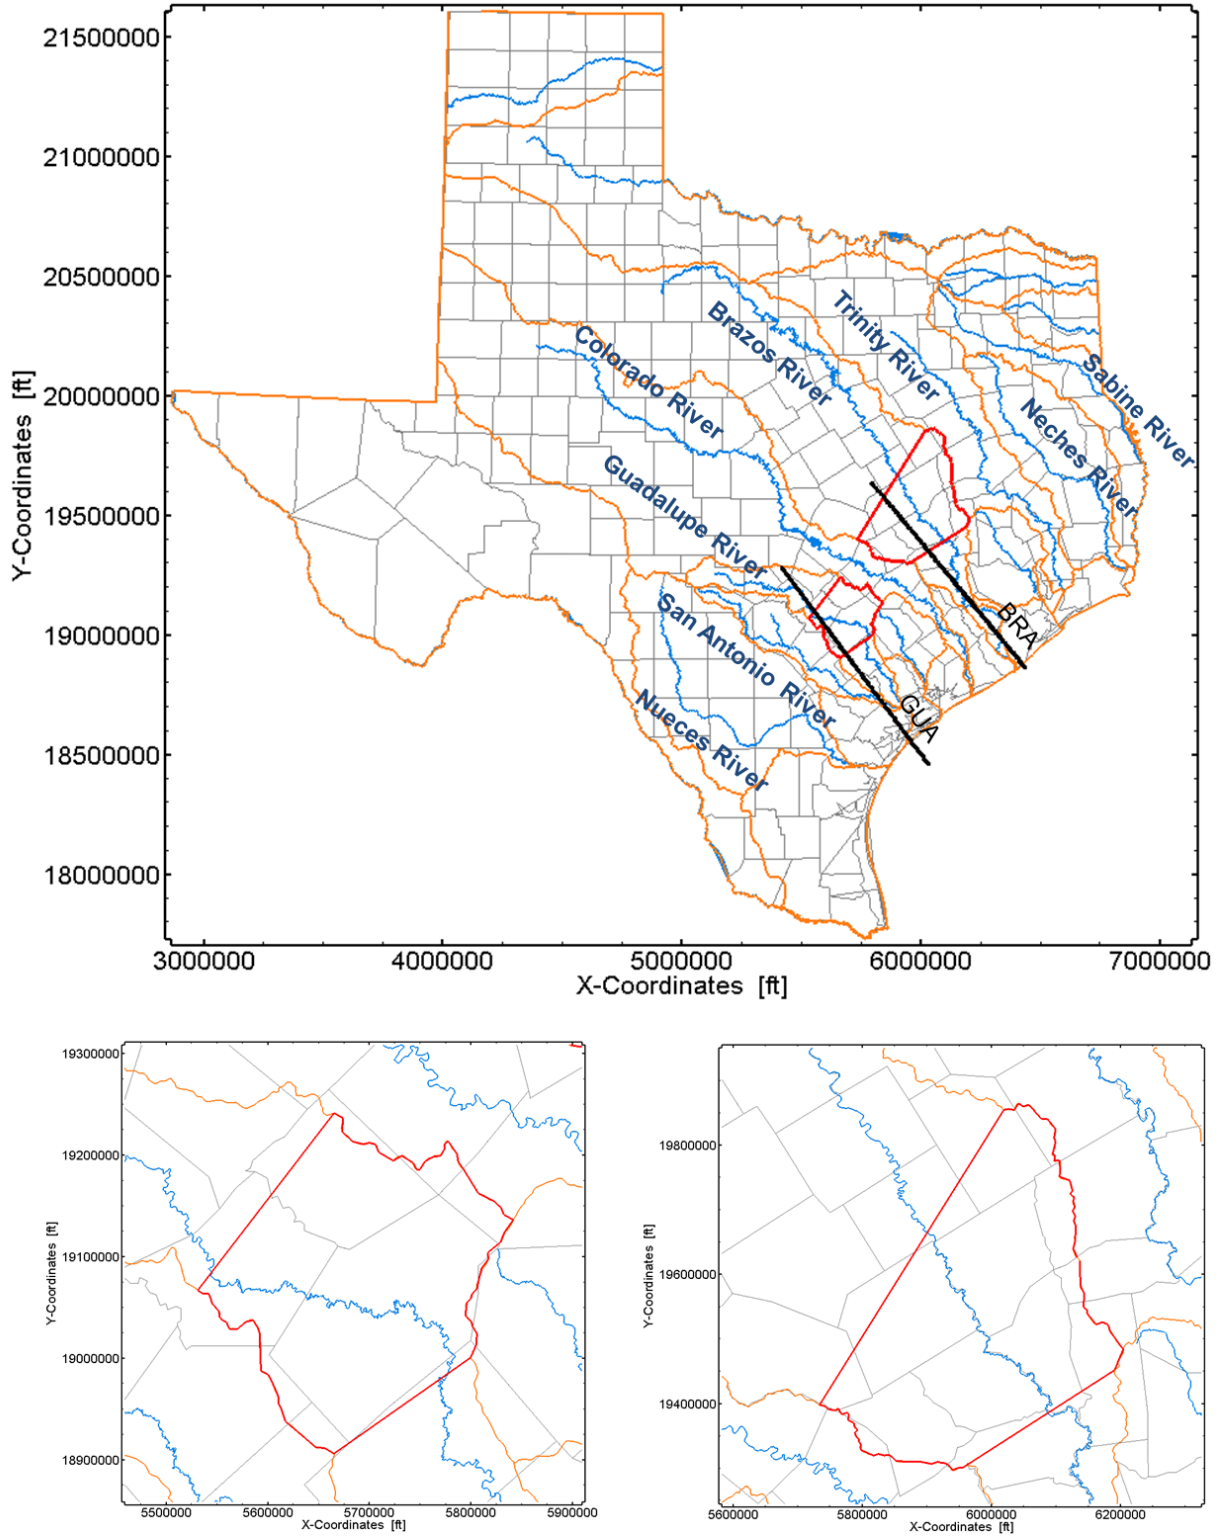 21500000
21000000
20500000
20000000
19500000
19000000
18500000
18000000
Y-Coordinates [ft]
3000000 4000000 5000000 6000000 7000000
X-Coordinates [ft]
Colorado River
Brazos River
Trinity River
Sabine River
Neches River
Guadalupe River
San Antonio River
Nueces River
BRA
GUA
19300000
19200000
19100000
19000000
18900000
Y-Coordinates [ft]
5500000 5600000 5700000 5800000 5900000
X-Coordinates [ft]
19800000
19600000
19400000
Y-Coordinates [ft]
5600000 5800000 6000000 6200000
X-Coordinates [ft]